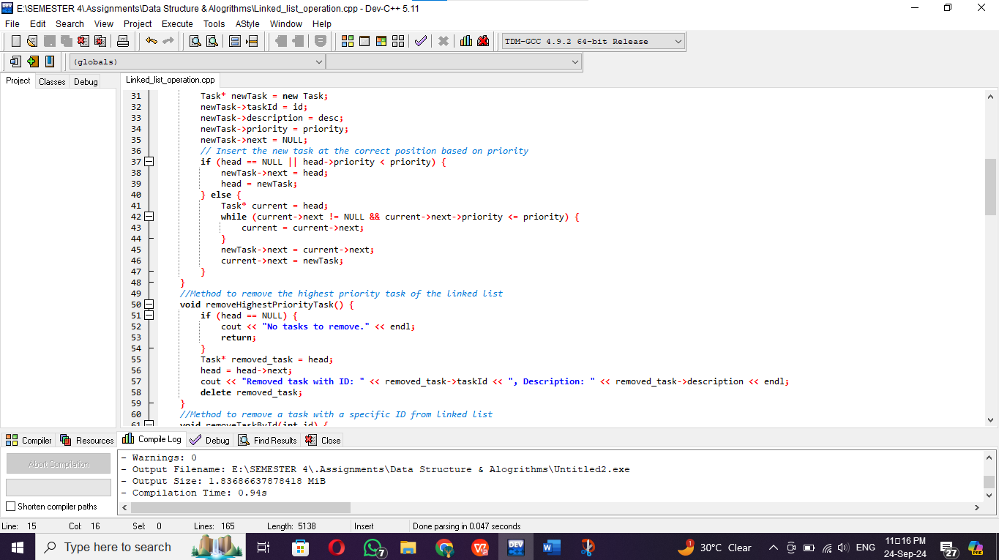 E:\SEMESTER 4\.Assignments\Data Structure & Alogrithms\Linked_list_operation.cpp - Dev-C++ 5.11
File Edit Search View Project Execute Tools AStyle Window Help
TDM-GCC 4.9.2 64-bit Release
(globals)
Project Classes Debug
Linked_list_operation.cpp
31 Task* newTask = new Task;
32 newTask->taskId = id;
33 newTask->description = desc;
34 newTask->priority = priority;
35 newTask->next = NULL;
36 // Insert the new task at the correct position based on priority
37 if (head == NULL || head->priority < priority) {
38 newTask->next = head;
39 head = newTask;
40 } else {
41 Task* current = head;
42 while (current->next != NULL && current->next->priority <= priority) {
43 current = current->next;
44 }
45 newTask->next = current->next;
46 current->next = newTask;
47 }
48 }
49 //Method to remove the highest priority task of the linked list
50 void removeHighestPriorityTask() {
51 if (head == NULL) {
52 cout << "No tasks to remove." << endl;
53 return;
54 }
55 Task* removed_task = head;
56 head = head->next;
57 cout << "Removed task with ID: " << removed_task->taskId << ", Description: " << removed_task->description << endl;
58 delete removed_task;
59 }
60 //Method to remove a task with a specific ID from linked list
61 void removeTaskById(int id) {
Compiler Resources Compile Log Debug Find Results Close
Abort Compilation
Shorten compiler paths
- Warnings: 0
- Output Filename: E:\SEMESTER 4\.Assignments\Data Structure & Alogrithms\Untitled2.exe
- Output Size: 1.83686637878418 MiB
- Compilation Time: 0.94s
Line: 15 Col: 16 Sel: 0 Lines: 165 Length: 5138 Insert Done parsing in 0.047 seconds
Type here to search
7
DEV
1
30°C Clear
ENG
11□16 PM
24-Sep-24
27
PRE